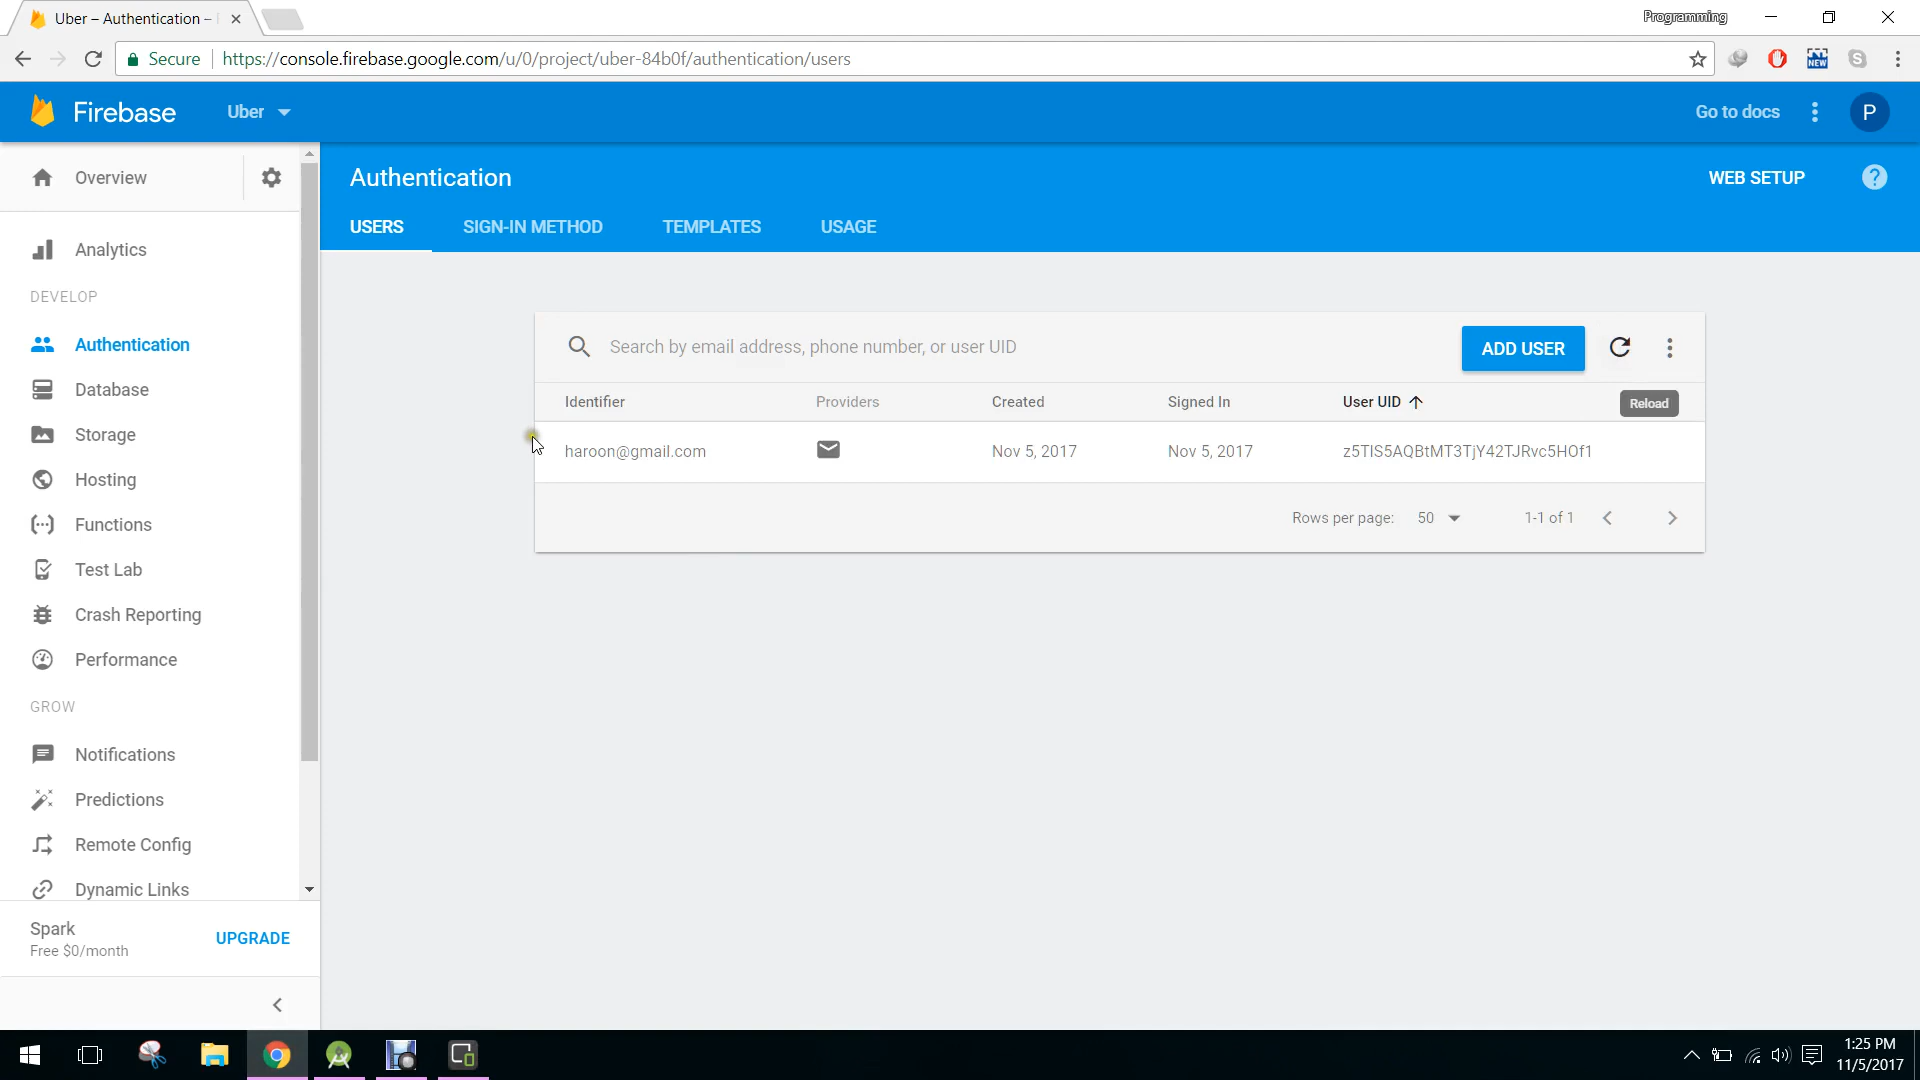 Uber – Authentication –
Programming
Secure
https://console.firebase.google.com/u/0/project/uber-84b0f/authentication/users
NEW
Firebase
Uber
Go to docs
P
Overview
Authentication
WEB SETUP
?
USERS
SIGN-IN METHOD
TEMPLATES
USAGE
Analytics
DEVELOP
Authentication
Database
Storage
Hosting
Functions
Test Lab
Crash Reporting
Performance
GROW
Notifications
Predictions
Remote Config
Dynamic Links
Spark
Free $0/month
UPGRADE
Search by email address, phone number, or user UID
ADD USER
Identifier
Providers
Created
Signed In
User UID
Reload
haroon@gmail.com
Nov 5, 2017
Nov 5, 2017
z5TIS5AQBtMT3TjY42TJRvc5HOf1
Rows per page:
50
1-1 of 1
1:25 PM
11/5/2017